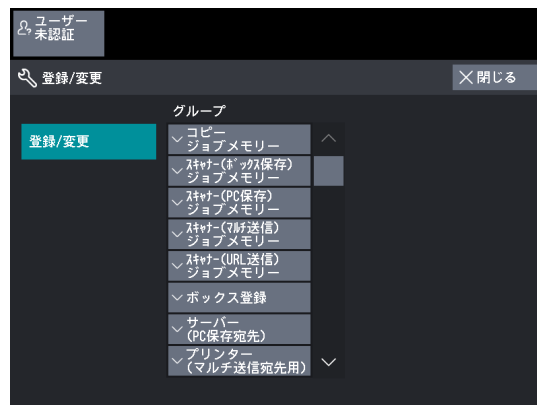 ユーザー
未認証
登録/変更
閉じる
グループ
登録/変更
コピー
ジョブメモリー
ｽｷｬﾅｰ(ﾎﾞｯｸｽ保存)
ジョブメモリー
ｽｷｬﾅｰ(PC保存)
ジョブメモリー
ｽｷｬﾅｰ(ﾏﾙﾁ送信)
ジョブメモリー
ｽｷｬﾅｰ(URL送信)
ジョブメモリー
ボックス登録
サーバー
(PC保存宛先)
プリンター
(マルチ送信宛先用)